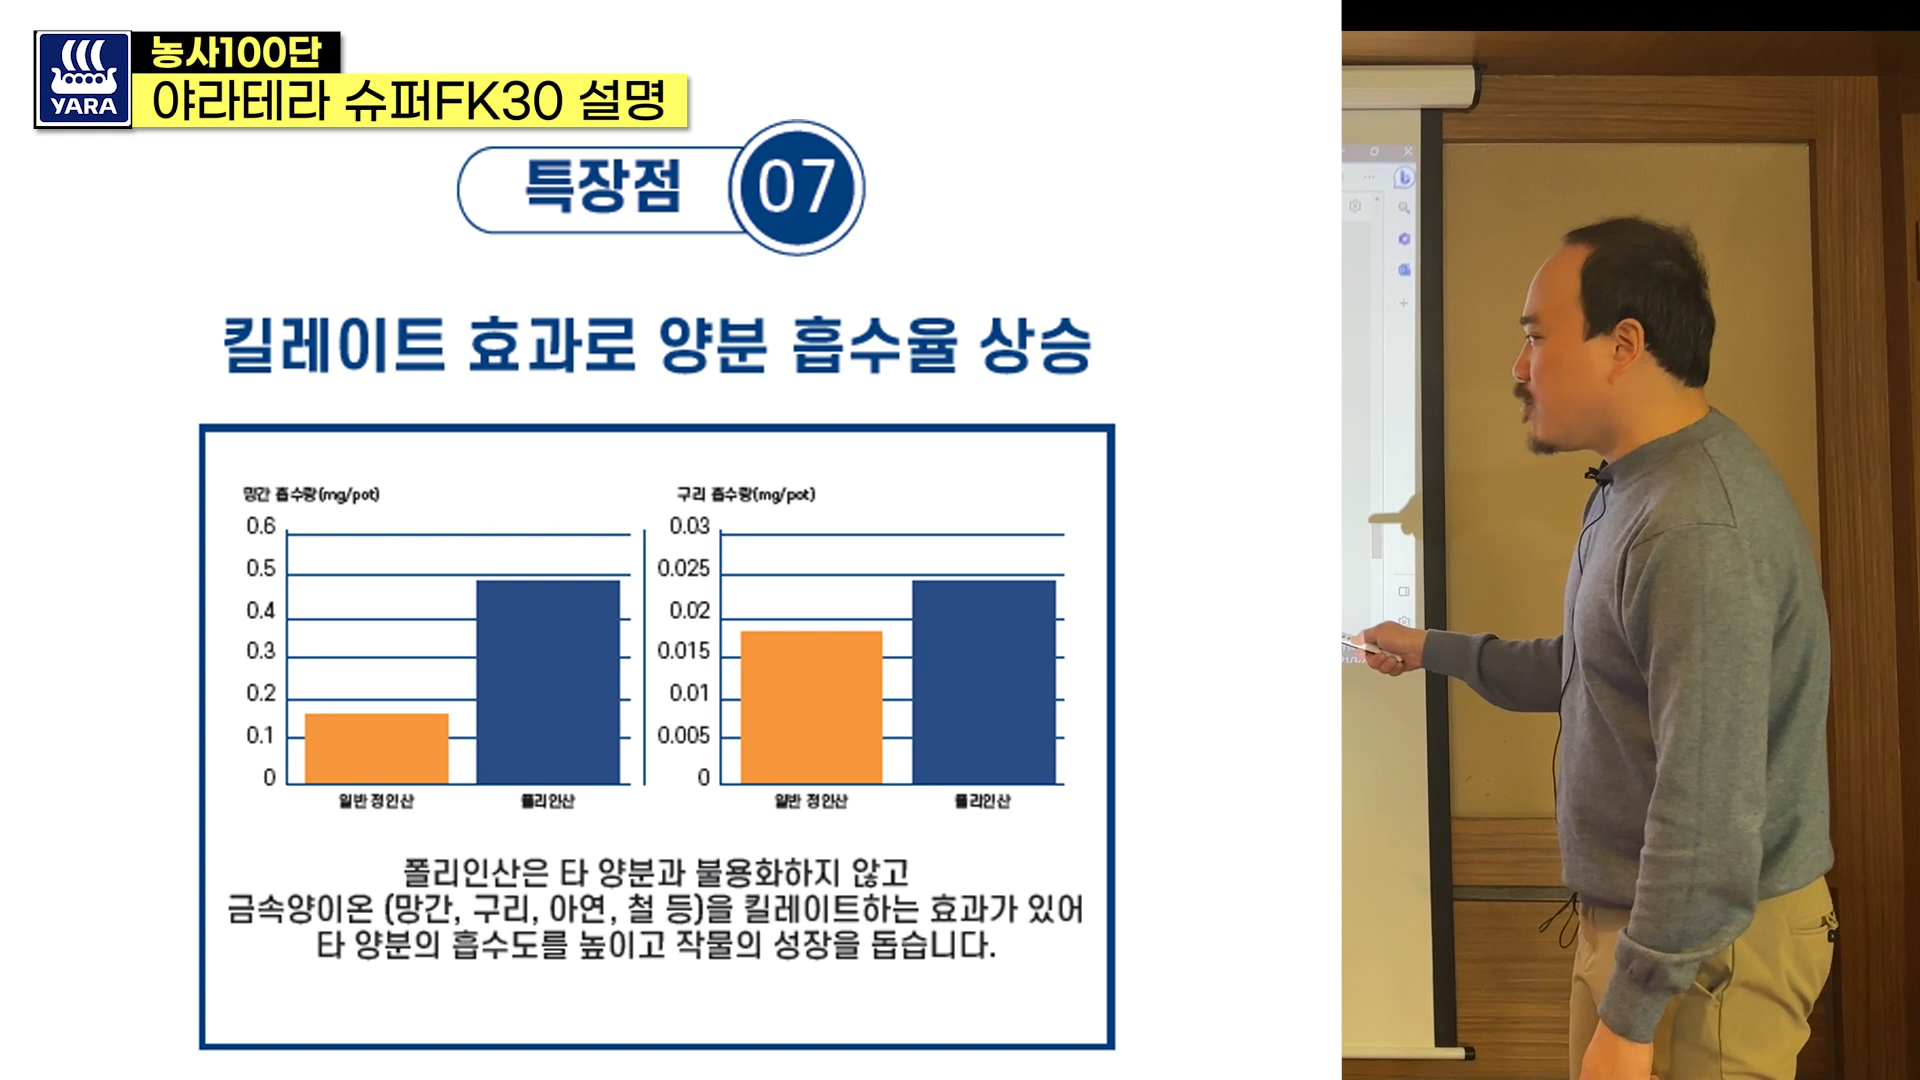 YARA
농사100단
야라테라 슈퍼FK30 설명
특장점 07
킬레이트 효과로 양분 흡수율 상승
망간 흡수량(mg/pot)
0.6
0.5
0.4
0.3
0.2
0.1
0
일반 정인산
폴리인산
구리 흡수량(mg/pot)
0.03
0.025
0.02
0.015
0.01
0.005
0
일반 정인산
폴리인산
폴리인산은 타 양분과 불용화하지 않고
금속양이온 (망간, 구리, 아연, 철 등)을 킬레이트하는 효과가 있어
타 양분의 흡수도를 높이고 작물의 성장을 돕습니다.